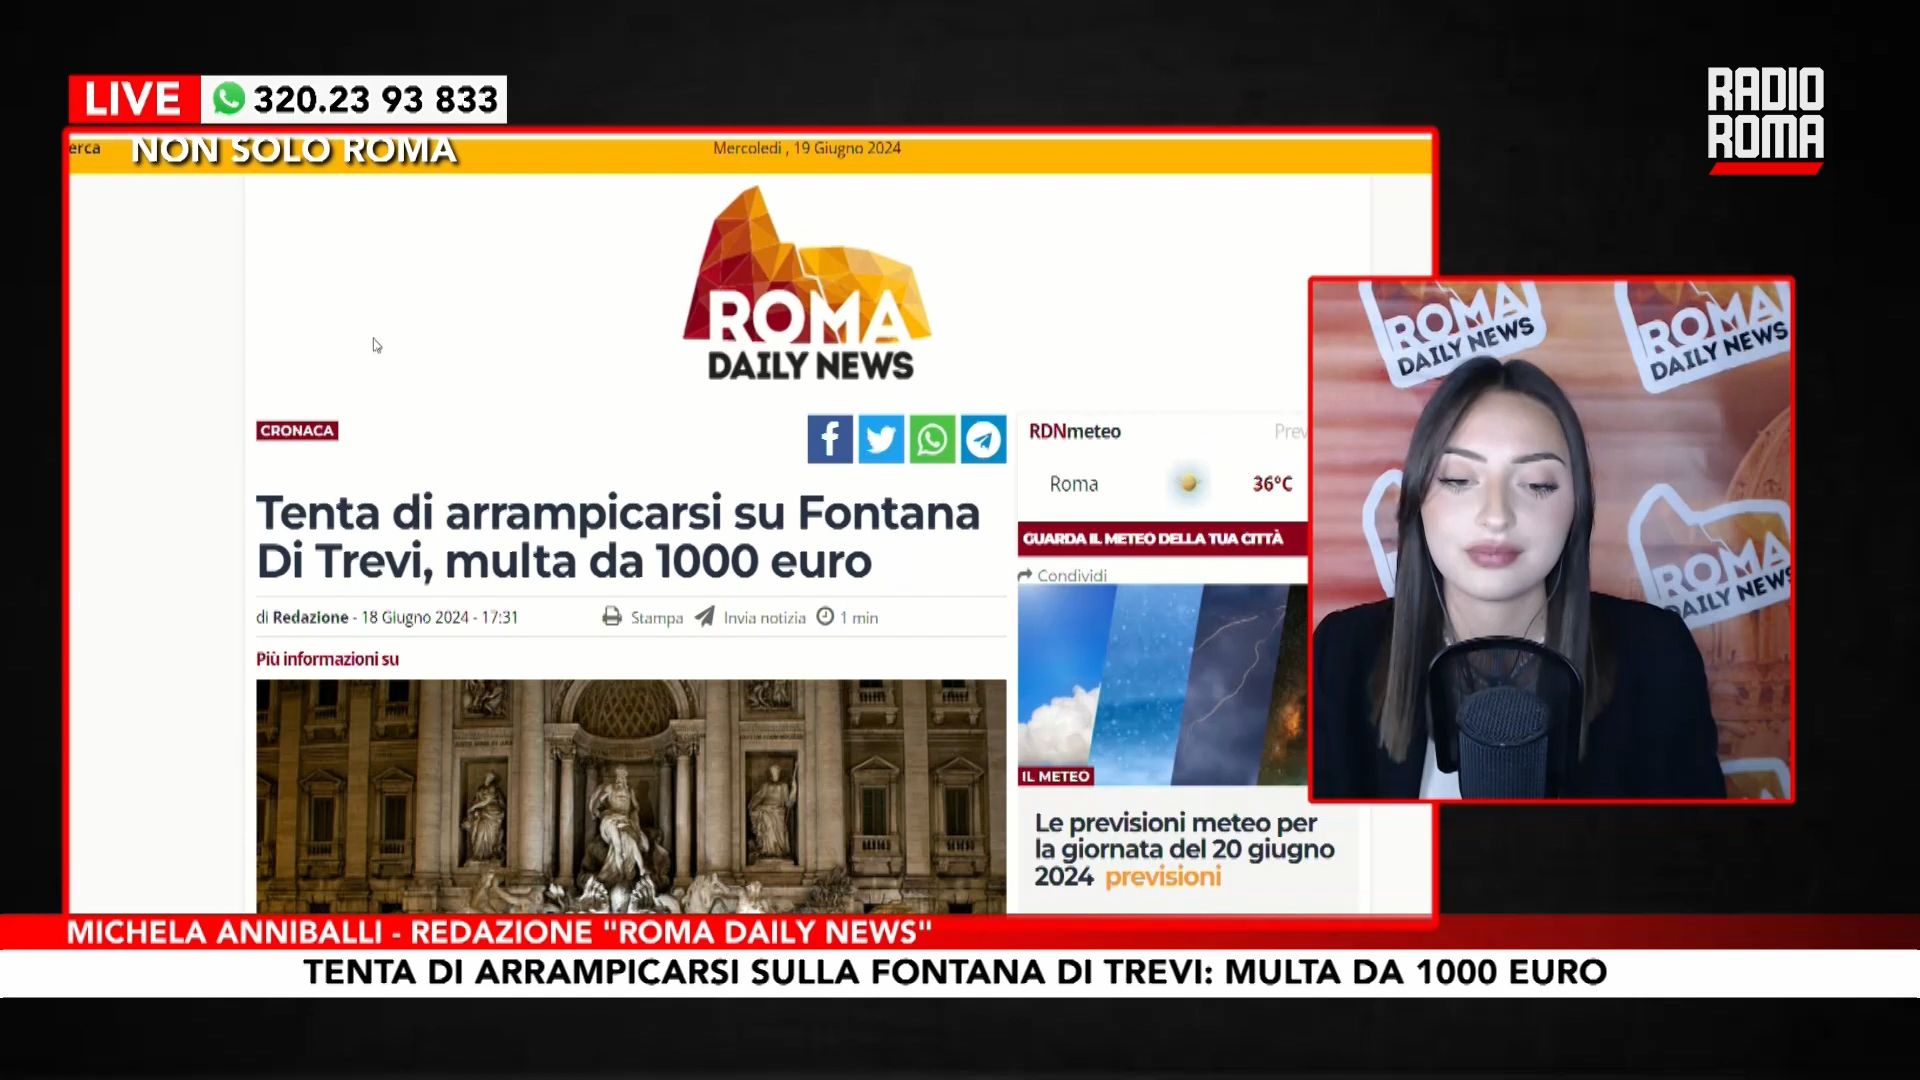 LIVE 320.23 93 833
RADIO
ROMA
erca
NON SOLO ROMA
Mercoledi , 19 Giugno 2024
ROMA
DAILY NEWS
CRONACA
Tenta di arrampicarsi su Fontana
Di Trevi, multa da 1000 euro
di Redazione - 18 Giugno 2024 - 17:31
Stampa
Invia notizia
1 min
Più informazioni su
RDNmeteo
Prev
Roma
36°C
GUARDA IL METEO DELLA TUA CITTÀ
Condividi
IL METEO
Le previsioni meteo per
la giornata del 20 giugno
2024 previsioni
ROMA
DAILY NEWS
ROMA
DAILY NEWS
ROMA
DAILY NEWS
MICHELA ANNIBALLI - REDAZIONE "ROMA DAILY NEWS"
TENTA DI ARRAMPICARSI SULLA FONTANA DI TREVI: MULTA DA 1000 EURO